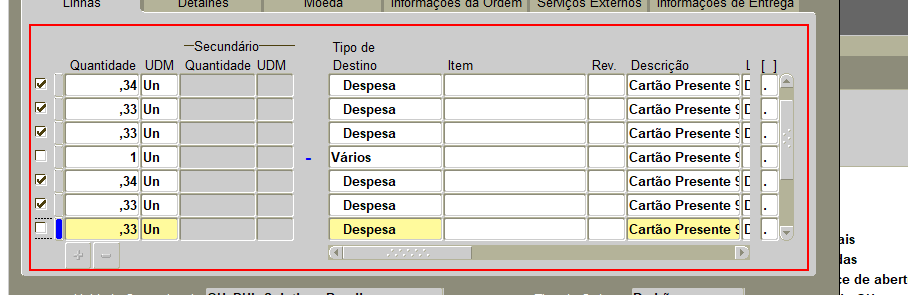 Linhas Detalhes Moeda Informações da Ordem Serviços Externos Informações de Entrega
Secundário Tipo de
Quantidade UDM Quantidade UDM Destino Item Rev. Descrição L [ ]
,34 Un Despesa Cartão Presente 9 D .
,33 Un Despesa Cartão Presente 9 D .
,33 Un Despesa Cartão Presente 9 D .
1 Un - Vários Cartão Presente 9 D .
,34 Un Despesa Cartão Presente 9 D .
,33 Un Despesa Cartão Presente 9 D .
,33 Un Despesa Cartão Presente 9 D .
ais
das
ce de abert